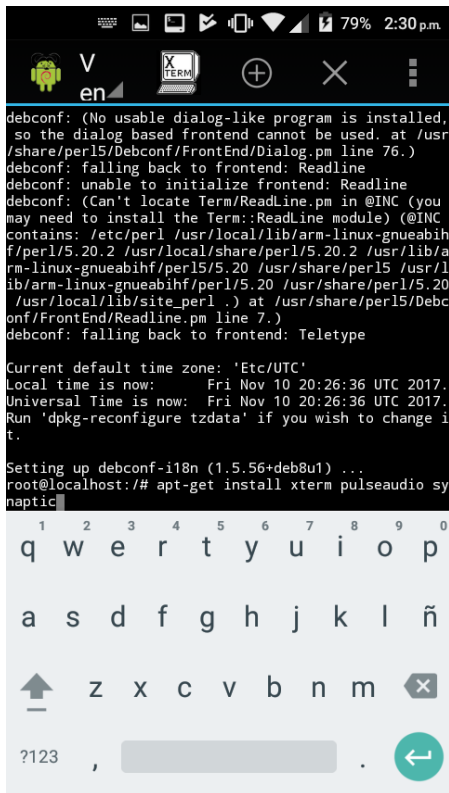 79% 2:30 p.m.
V
en
X
TERM
debconf: (No usable dialog-like program is installed,
 so the dialog based frontend cannot be used. at /usr
/share/perl5/Debconf/FrontEnd/Dialog.pm line 76.)
debconf: falling back to frontend: Readline
debconf: unable to initialize frontend: Readline
debconf: (Can't locate Term/ReadLine.pm in @INC (you
may need to install the Term::ReadLine module) (@INC
contains: /etc/perl /usr/local/lib/arm-linux-gnueabih
f/perl/5.20.2 /usr/local/share/perl/5.20.2 /usr/lib/a
rm-linux-gnueabihf/perl5/5.20 /usr/share/perl5 /usr/l
ib/arm-linux-gnueabihf/perl/5.20 /usr/share/perl/5.20
 /usr/local/lib/site_perl .) at /usr/share/perl5/Debc
onf/FrontEnd/Readline.pm line 7.)
debconf: falling back to frontend: Teletype
Current default time zone: 'Etc/UTC'
Local time is now:      Fri Nov 10 20:26:36 UTC 2017.
Universal Time is now:  Fri Nov 10 20:26:36 UTC 2017.
Run 'dpkg-reconfigure tzdata' if you wish to change i
t.
Setting up debconf-i18n (1.5.56+deb8u1) ...
root@localhost:/# apt-get install xterm pulseaudio sy
naptic
1 2 3 4 5 6 7 8 9 0
q w e r t y u i o p
a s d f g h j k l ñ
z x c v b n m
?123 , .